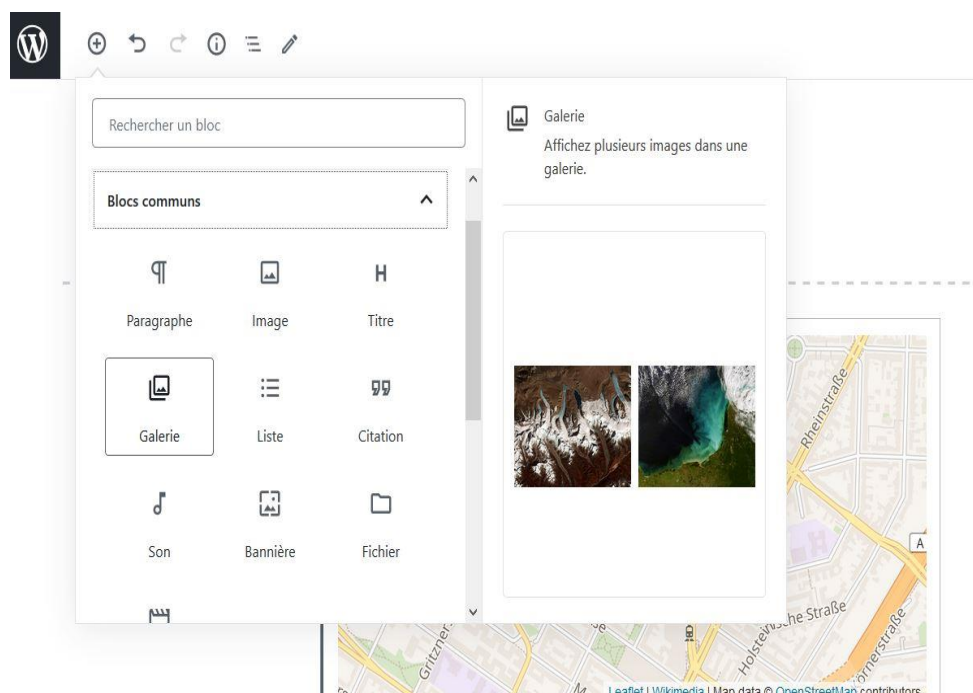 Rechercher un bloc
Blocs communs
Paragraphe
Image
Titre
Galerie
Liste
Citation
Son
Bannière
Fichier
Galerie
Affichez plusieurs images dans une
galerie.
Rheinstraße
A
Holsteinische Straße
Leaflet | Wikimedia | Map data © OpenStreetMap contributors